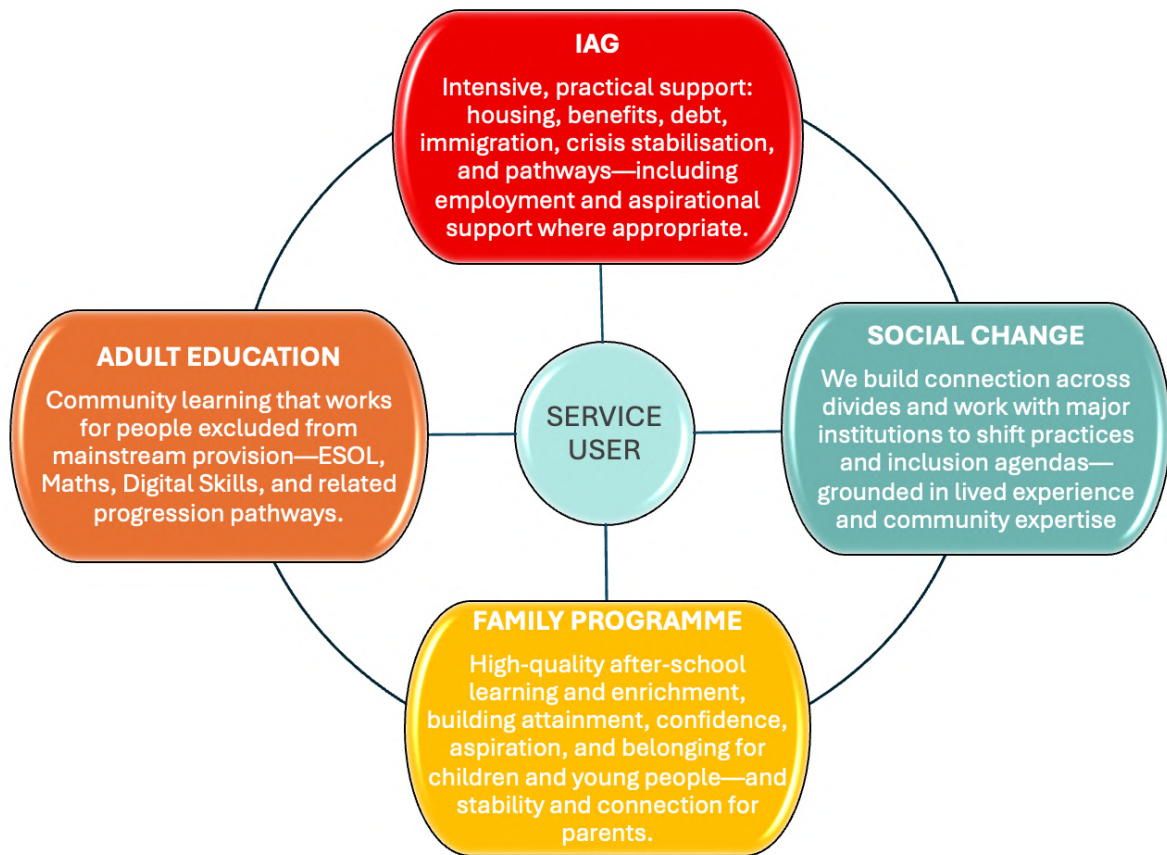 IAG
Intensive, practical support:
housing, benefits, debt,
immigration, crisis stabilisation,
and pathways—including
employment and aspirational
support where appropriate.
ADULT EDUCATION
Community learning that works
for people excluded from
mainstream provision—ESOL,
Maths, Digital Skills, and related
progression pathways.
SERVICE
USER
SOCIAL CHANGE
We build connection across
divides and work with major
institutions to shift practices
and inclusion agendas—
grounded in lived experience
and community expertise
FAMILY PROGRAMME
High-quality after-school
learning and enrichment,
building attainment, confidence,
aspiration, and belonging for
children and young people—and
stability and connection for
parents.